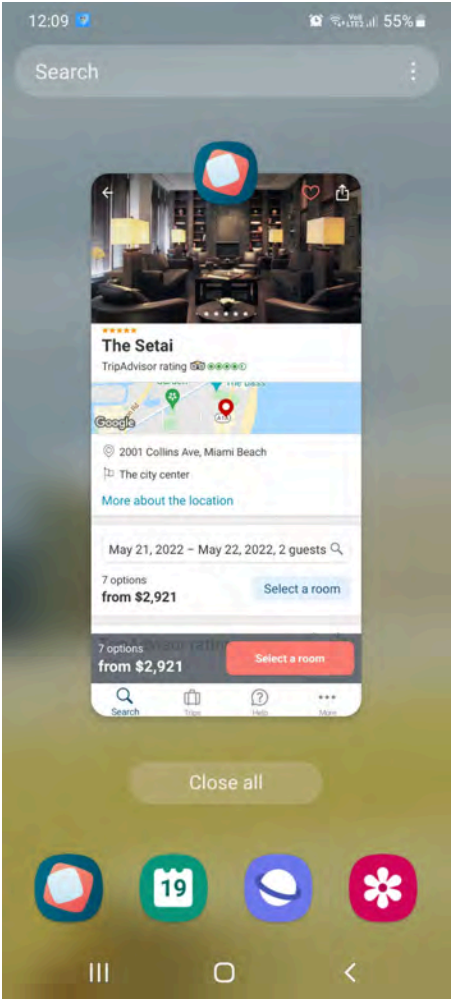 12:09
VoI) LTE2 55%
Search
The Setai
TripAdvisor rating
Google
2001 Collins Ave, Miami Beach
The city center
More about the location
May 21, 2022 – May 22, 2022, 2 guests
7 options
from $2,921
Select a room
7 options
from $2,921
Select a room
Search
Trips
Help
More
Close all
19